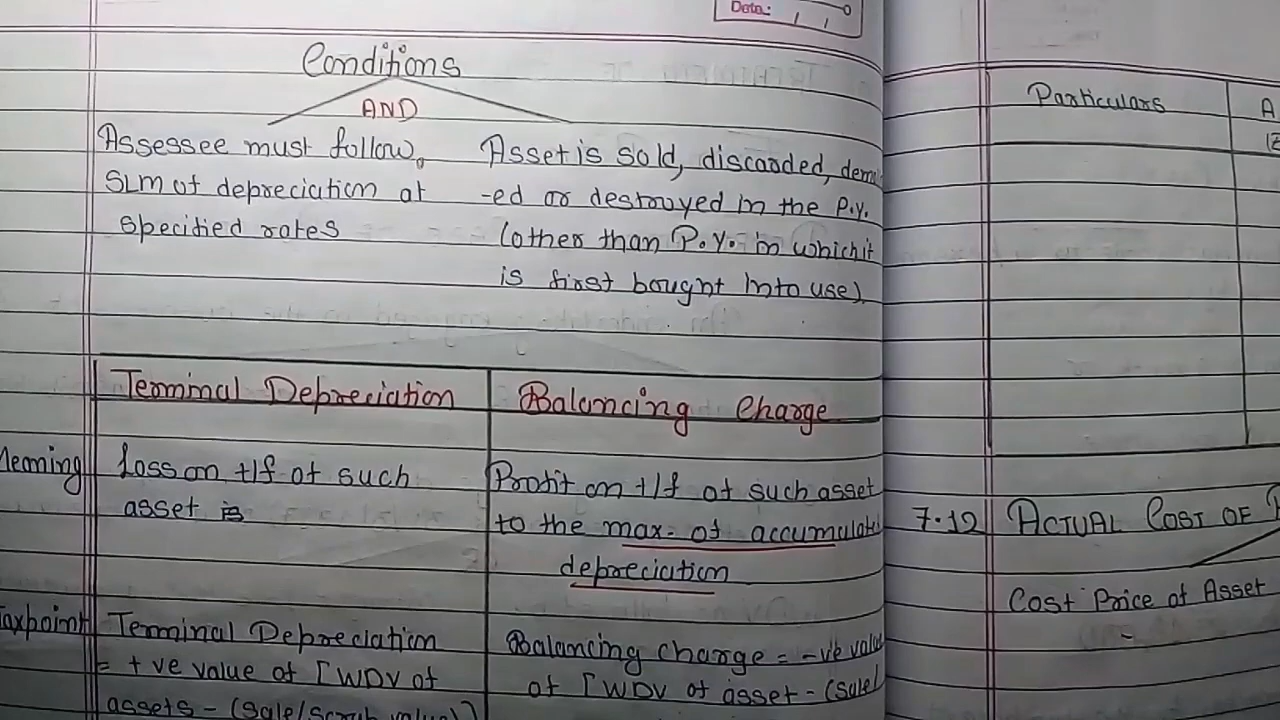 Date:
Conditions
AND
Assessee must follow
SLM of depreciation at
specified rates
Asset is sold, discarded, dem
-ed or destroyed in the P.Y.
(other than P.Y. in which it
is first bought into use)
Terminal Depreciation
Balancing Charge
Meaning
Loss on t/f of such
asset is
Profit on t/f of such asset
to the max. of accumulat
depreciation
Taxpoint
Terminal Depreciation
= +ve value of [WDV of
assets - (Sale/Scrub value)]
Balancing charge = -ve value
of [WDV of asset - (Sale/
Particulars
A
7.12 ACTUAL COST OF
Cost Price of Asset